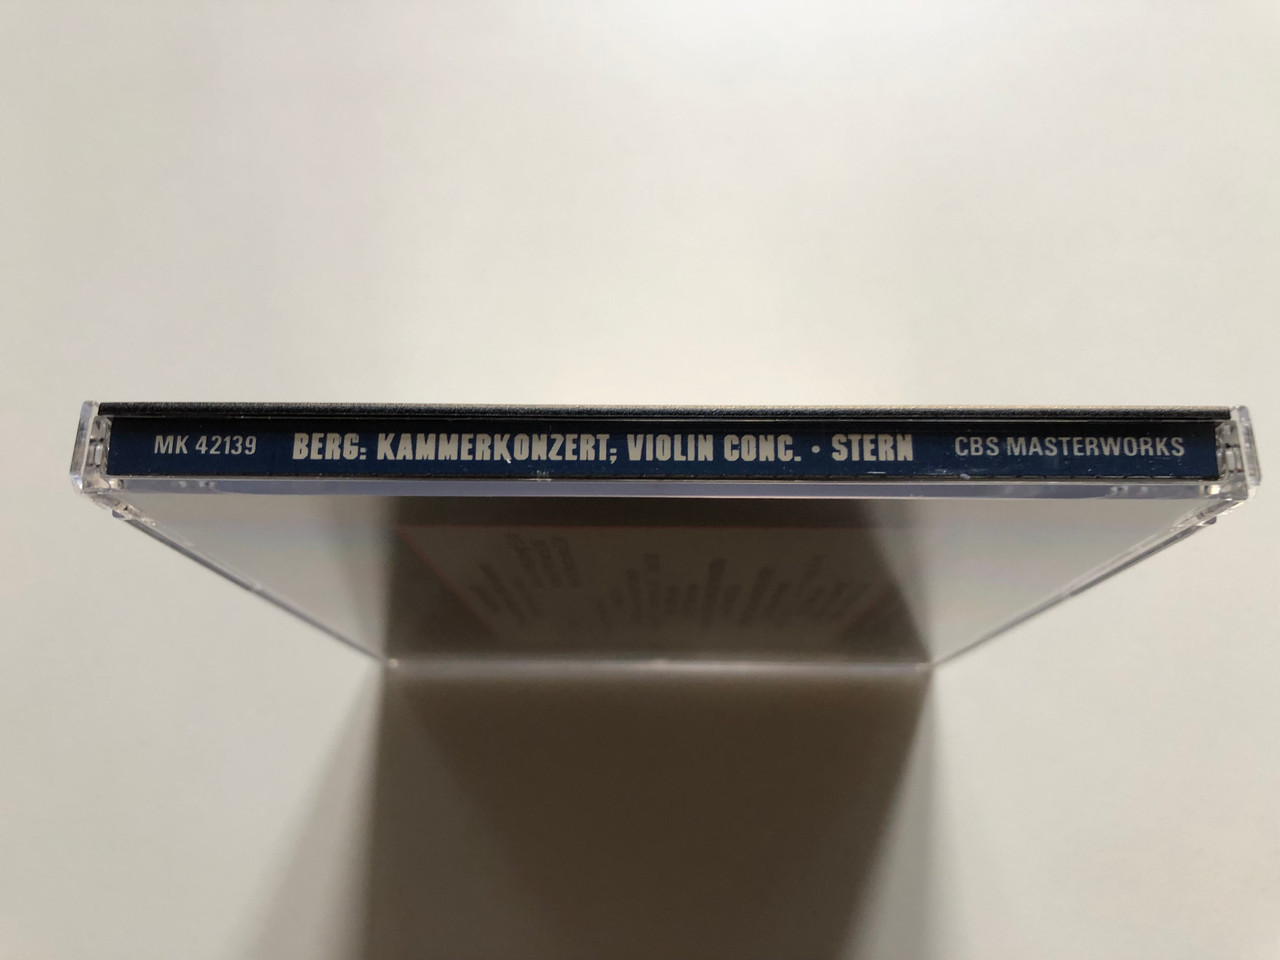 MK 42139 BERG: KAMMERKONZERT; VIOLIN CONC. · STERN CBS MASTERWORKS